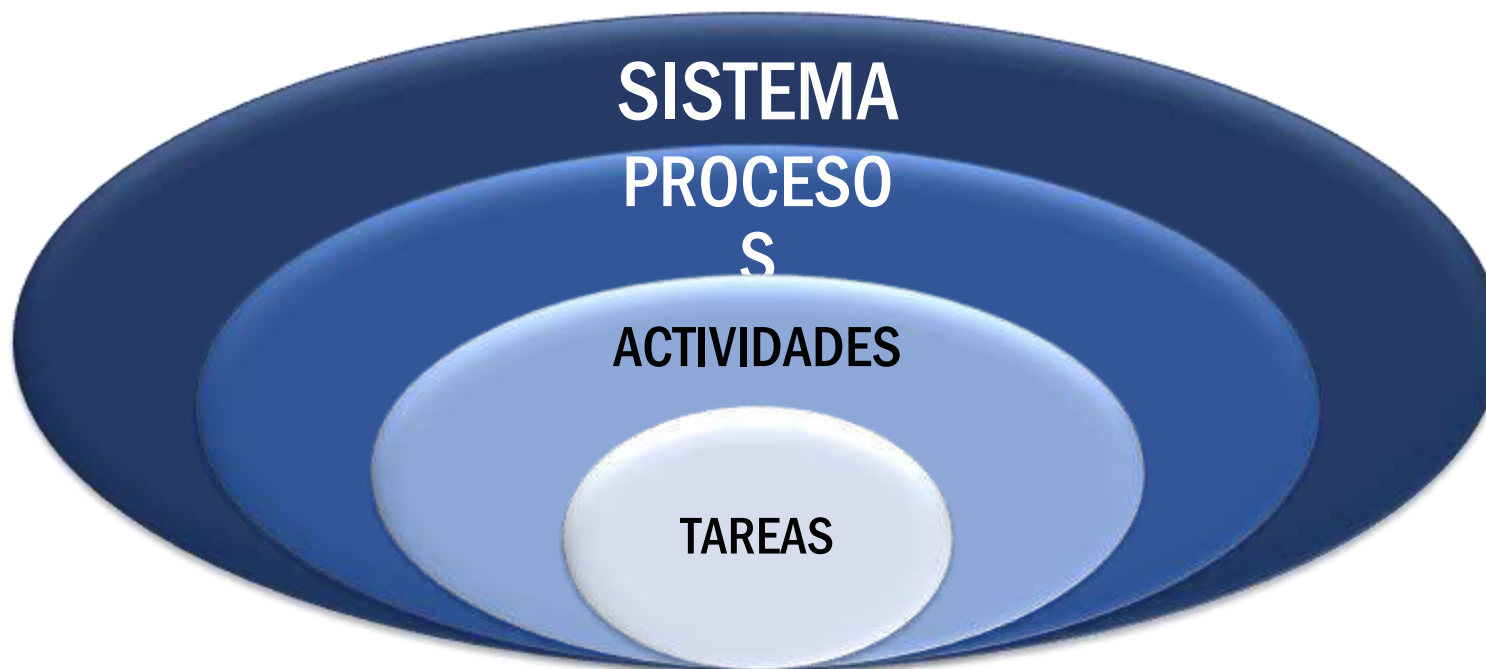 SISTEMA
PROCESO
S
ACTIVIDADES
TAREAS